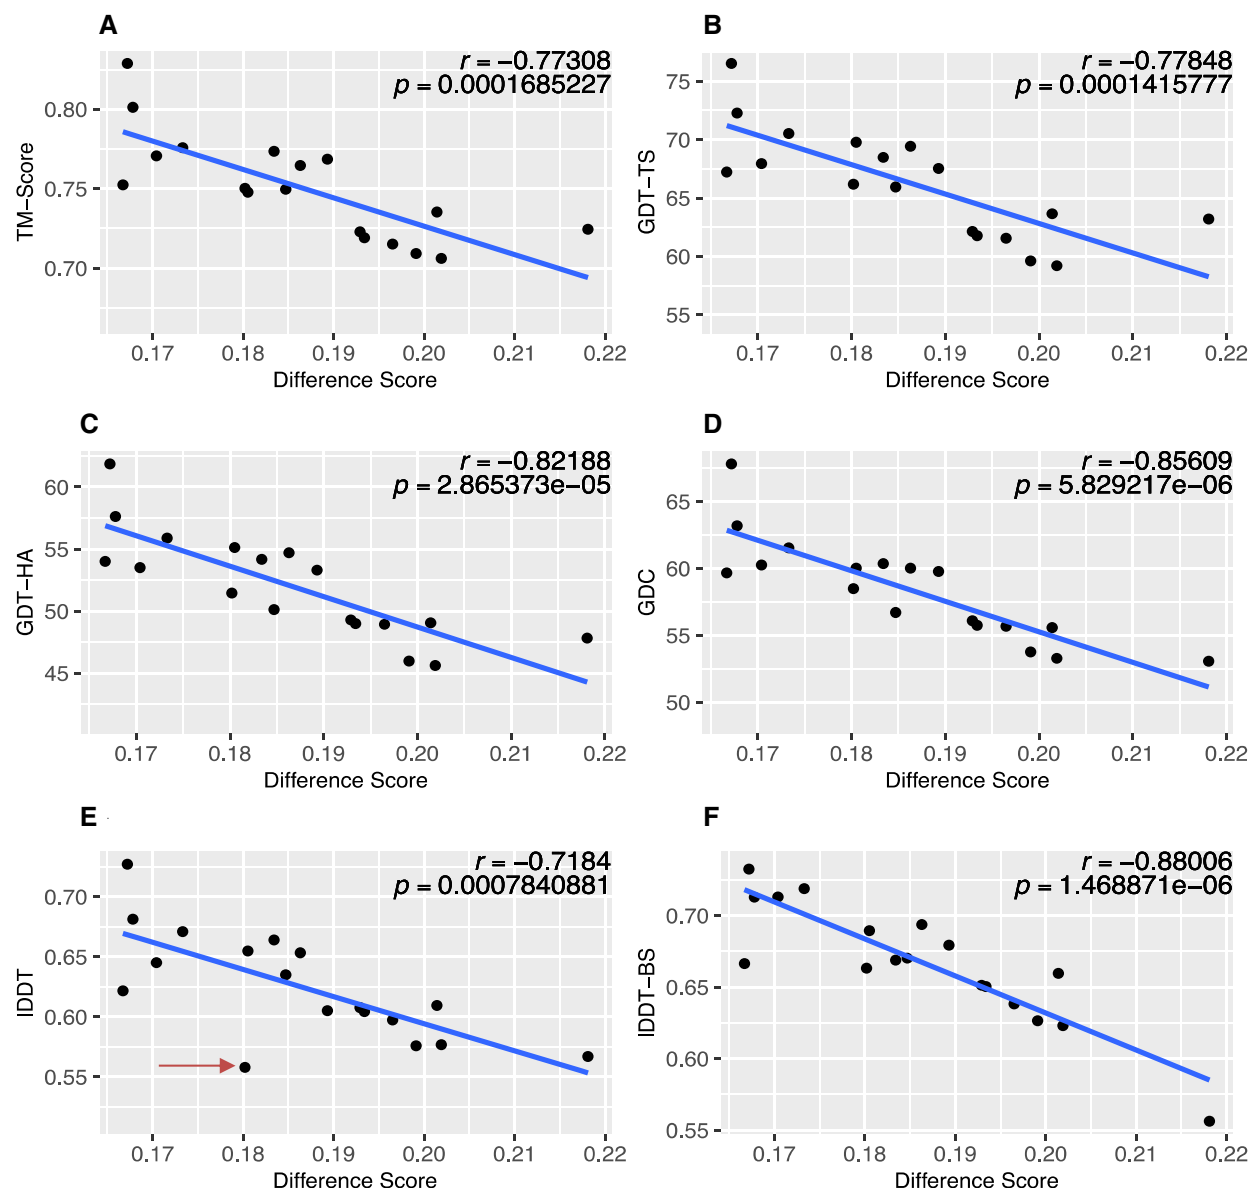 A
r = −0.77308
p = 0.0001685227
0.80
0.75
0.70
TM−Score
0.17 0.18 0.19 0.20 0.21 0.22
Difference Score
B
r = −0.77848
p = 0.0001415777
75
70
65
60
55
GDT−TS
0.17 0.18 0.19 0.20 0.21 0.22
Difference Score
C
r = −0.82188
p = 2.865373e−05
60
55
50
45
GDT−HA
0.17 0.18 0.19 0.20 0.21 0.22
Difference Score
D
r = −0.85609
p = 5.829217e−06
65
60
55
50
GDC
0.17 0.18 0.19 0.20 0.21 0.22
Difference Score
E
r = −0.7184
p = 0.0007840881
0.70
0.65
0.60
0.55
lDDT
0.17 0.18 0.19 0.20 0.21 0.22
Difference Score
F
r = −0.88006
p = 1.468871e−06
0.70
0.65
0.60
0.55
lDDT−BS
0.17 0.18 0.19 0.20 0.21 0.22
Difference Score